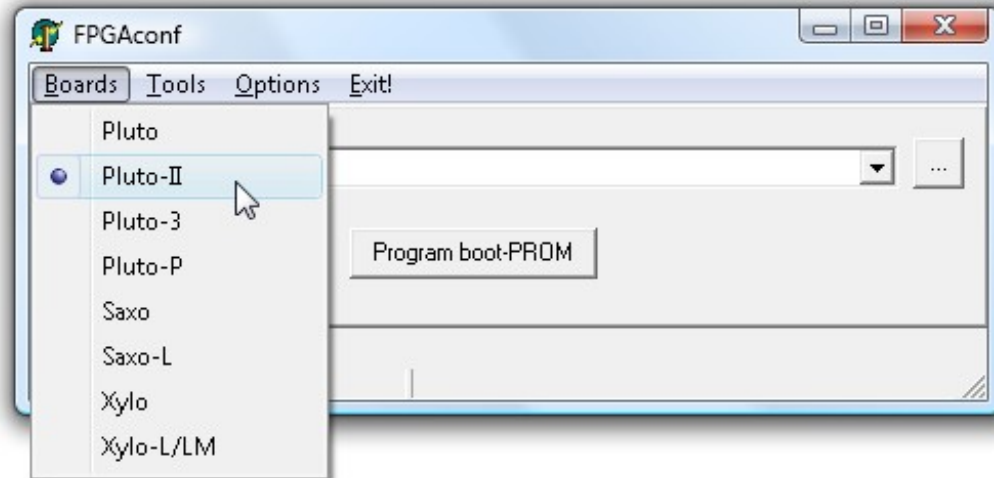 FPGAconf
Boards Tools Options Exit!
Pluto
Pluto-II
...
Pluto-3
Pluto-P
Program boot-PROM
Saxo
Saxo-L
Xylo
Xylo-L/LM